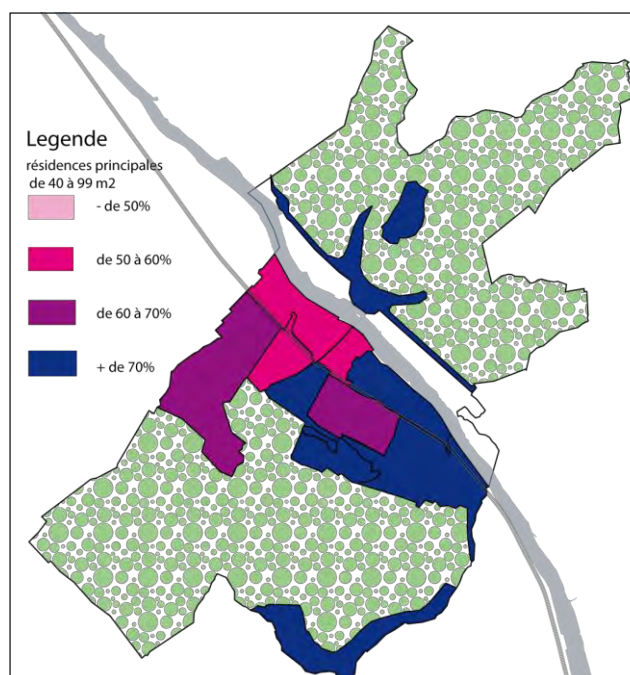 Legende
résidences principales
de 40 à 99 m2
- de 50%
de 50 à 60%
de 60 à 70%
+ de 70%